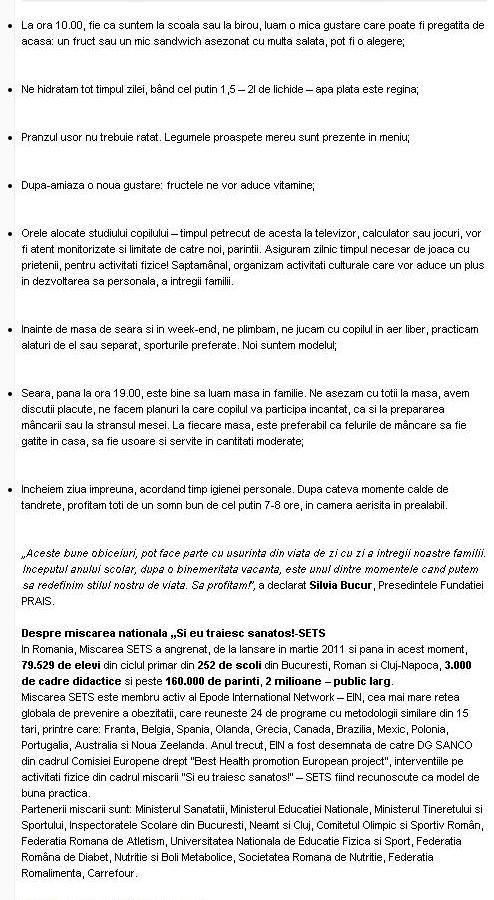 La ora 10.00, fie ca suntem la scoala sau la birou, luam o mica gustare care poate fi pregatita de
acasa: un fruct sau un mic sandwich asezonat cu multa salata, pot fi o alegere;
Ne hidratam tot timpul zilei, bând cel putin 1,5 – 2l de lichide – apa plata este regina;
Pranzul usor nu trebuie ratat. Legumele proaspete mereu sunt prezente in meniu;
Dupa-amiaza o noua gustare: fructele ne vor aduce vitamine;
Orele alocate studiului copilului – timpul petrecut de acesta la televizor, calculator sau jocuri, vor
fi atent monitorizate si limitate de catre noi, parintii. Asiguram zilnic timpul necesar de joaca cu
prietenii, pentru activitati fizice! Saptamânal, organizam activitati culturale care vor aduce un plus
in dezvoltarea sa personala, a intregii familii.
Inainte de masa de seara si in week-end, ne plimbam, ne jucam cu copilul in aer liber, practicam
alaturi de el sau separat, sporturile preferate. Noi suntem modelul;
Seara, pana la ora 19.00, este bine sa luam masa in familie. Ne asezam cu totii la masa, avem
discutii placute, ne facem planuri la care copilul va participa incantat, ca si la prepararea
mâncarii sau la stransul mesei. La fiecare masa, este preferabil ca felurile de mâncare sa fie
gatite in casa, sa fie usoare si servite in cantitati moderate;
Incheiem ziua impreuna, acordand timp igienei personale. Dupa cateva momente calde de
tandrete, profitam toti de un somn bun de cel putin 7-8 ore, in camera aerisita in prealabil.
„Aceste bune obiceiuri, pot face parte cu usurinta din viata de zi cu zi a intregii noastre familii.
Inceputul anului scolar, dupa o binemeritata vacanta, este unul dintre momentele cand putem
sa redefinim stilul nostru de viata. Sa profitam!", a declarat Silvia Bucur, Presedintele Fundatiei
PRAIS.
Despre miscarea nationala „Si eu traiesc sanatos!-SETS
In Romania, Miscarea SETS a angrenat, de la lansare in martie 2011 si pana in acest moment,
79.529 de elevi din ciclul primar din 252 de scoli din Bucuresti, Roman si Cluj-Napoca, 3.000
de cadre didactice si peste 160.000 de parinti, 2 milioane – public larg.
Miscarea SETS este membru activ al Epode International Network – EIN, cea mai mare retea
globala de prevenire a obezitatii, care reuneste 24 de programe cu metodologii similare din 15
tari, printre care: Franta, Belgia, Spania, Olanda, Grecia, Canada, Brazilia, Mexic, Polonia,
Portugalia, Australia si Noua Zeelanda. Anul trecut, EIN a fost desemnata de catre DG SANCO
din cadrul Comisiei Europene drept "Best Health promotion European project", interventiile pe
activitati fizice din cadrul miscarii "Si eu traiesc sanatos!" – SETS fiind recunoscute ca model de
buna practica.
Partenerii miscarii sunt: Ministerul Sanatatii, Ministerul Educatiei Nationale, Ministerul Tineretului si
Sportului, Inspectoratele Scolare din Bucuresti, Neamt si Cluj, Comitetul Olimpic si Sportiv Român,
Federatia Romana de Atletism, Universitatea Nationala de Educatie Fizica si Sport, Federatia
Româna de Diabet, Nutritie si Boli Metabolice, Societatea Romana de Nutritie, Federatia
Romalimenta, Carrefour.